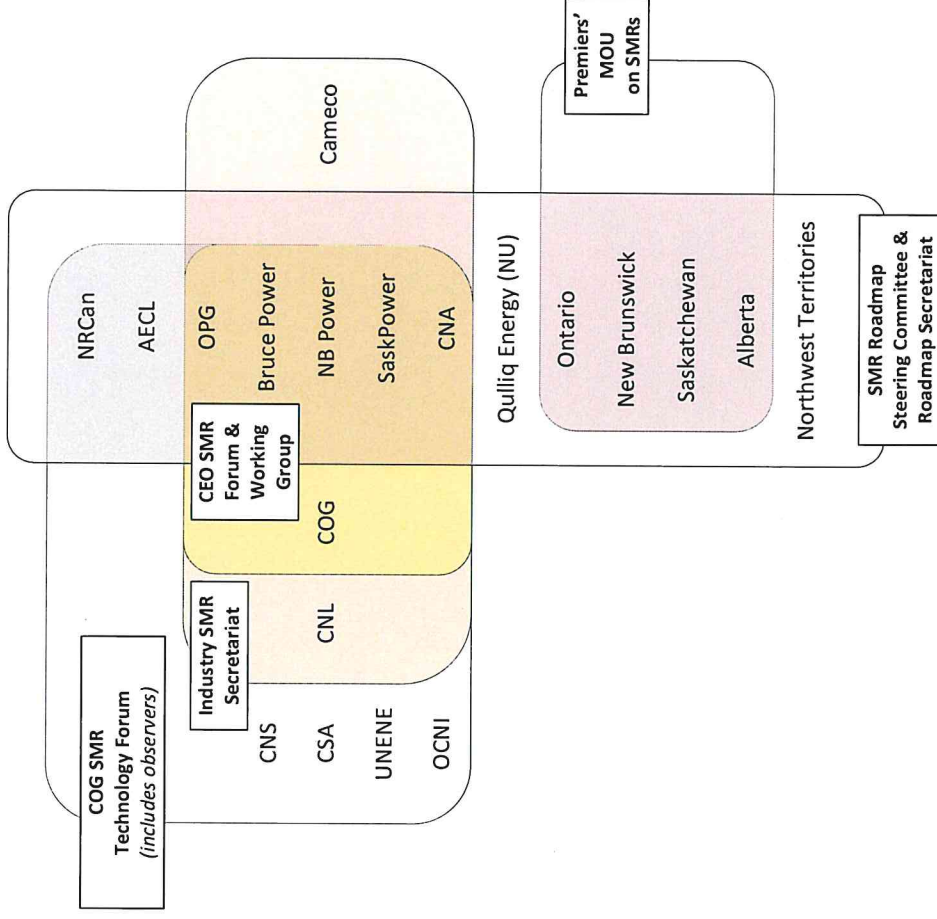 COG SMR
Technology Forum
(includes observers)
NRCan
AECL
Industry SMR
Secretariat
CEO SMR
Forum &
Working
Group
OPG
CNS
Bruce Power
CSA
CNL
COG
NB Power
Cameco
UNENE
SaskPower
OCNI
CNA
Qulliq Energy (NU)
Ontario
Premiers'
MOU
on SMRs
New Brunswick
Saskatchewan
Alberta
Northwest Territories
SMR Roadmap
Steering Committee &
Roadmap Secretariat